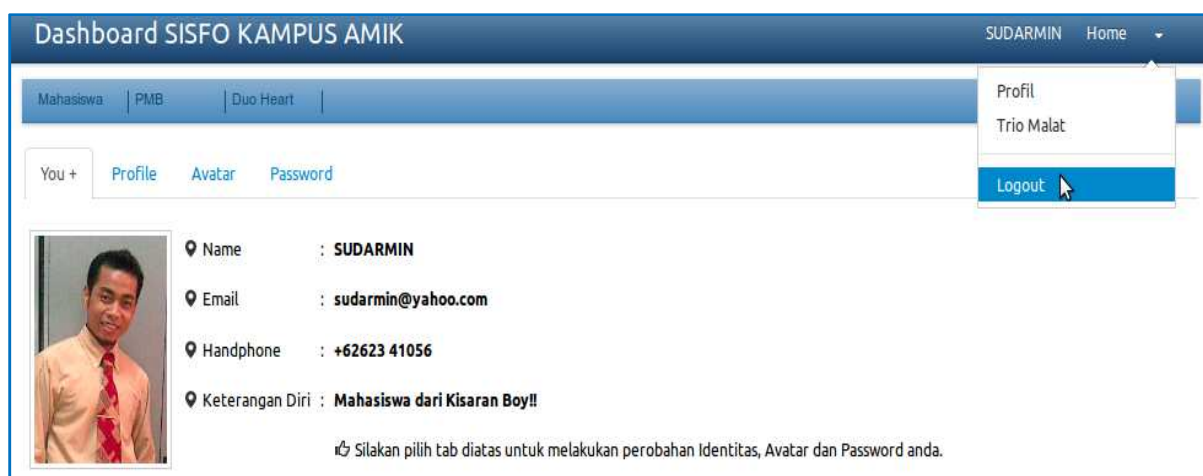 Dashboard SISFO KAMPUS AMIK SUDARMIN Home
Profil
Trio Malat
Logout
Mahasiswa PMB Duo Heart
You + Profile Avatar Password
Name : SUDARMIN
Email : sudarmin@yahoo.com
Handphone : +62623 41056
Keterangan Diri : Mahasiswa dari Kisaran Boy!!
Silakan pilih tab diatas untuk melakukan perobahan Identitas, Avatar dan Password anda.